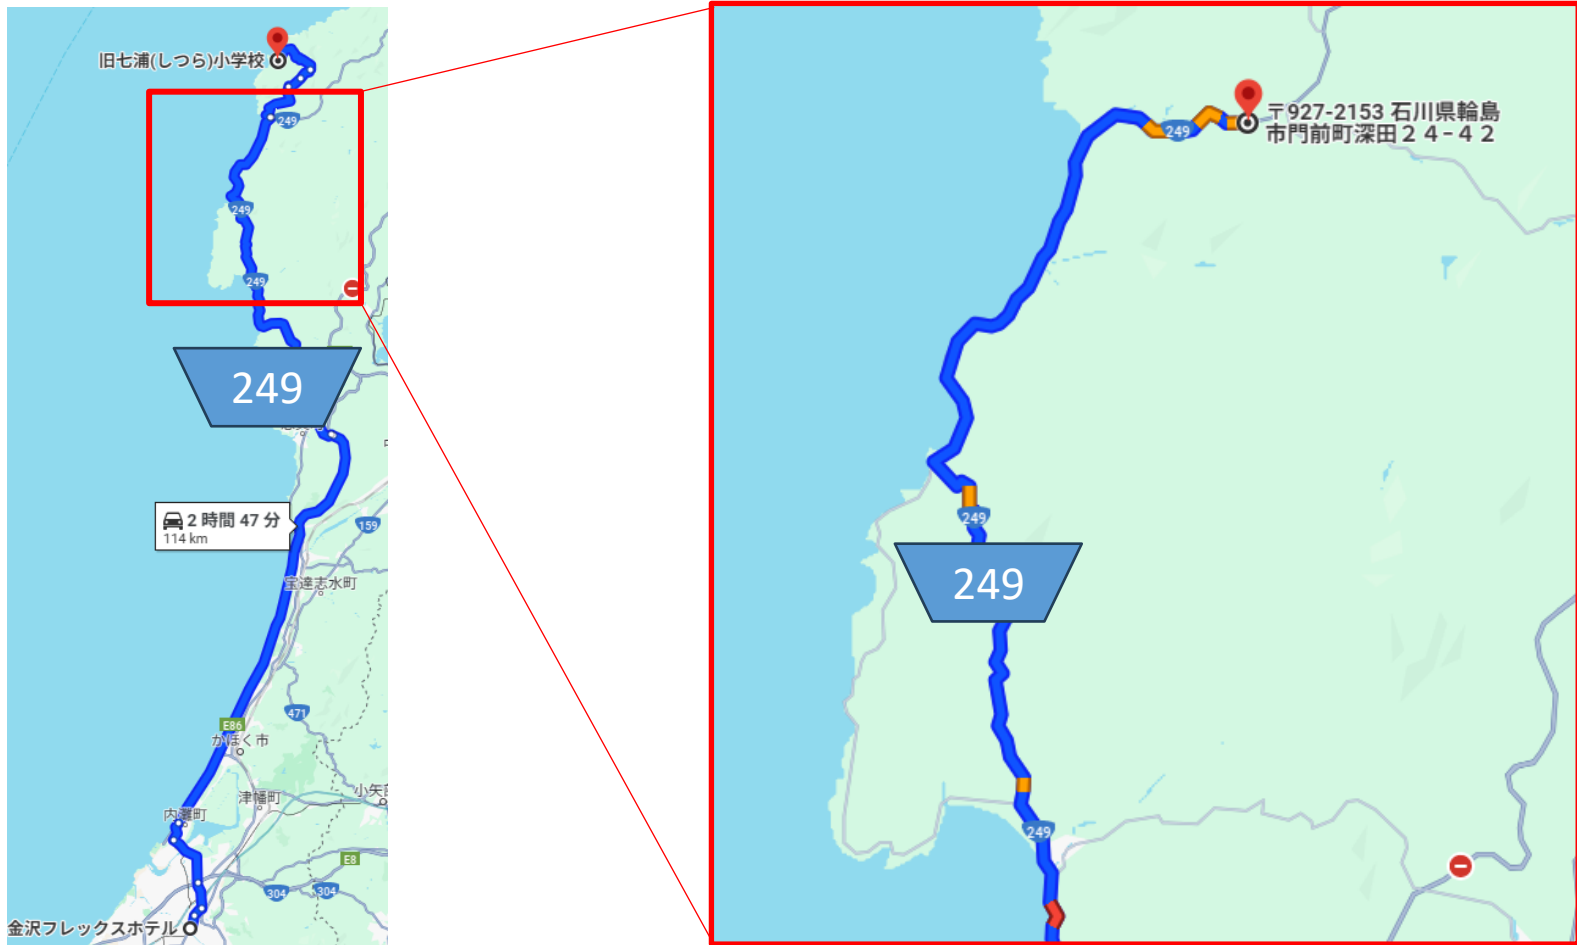 旧七浦(しつら)小学校
249
249
249
249
2 時間 47 分
114 km
159
宝達志水町
471
E86
かほく市
津幡町
小矢部
内灘町
E8
304
304
金沢フレックスホテル
〒927-2153 石川県輪島
市門前町深田２４−４２
249
249
249
249